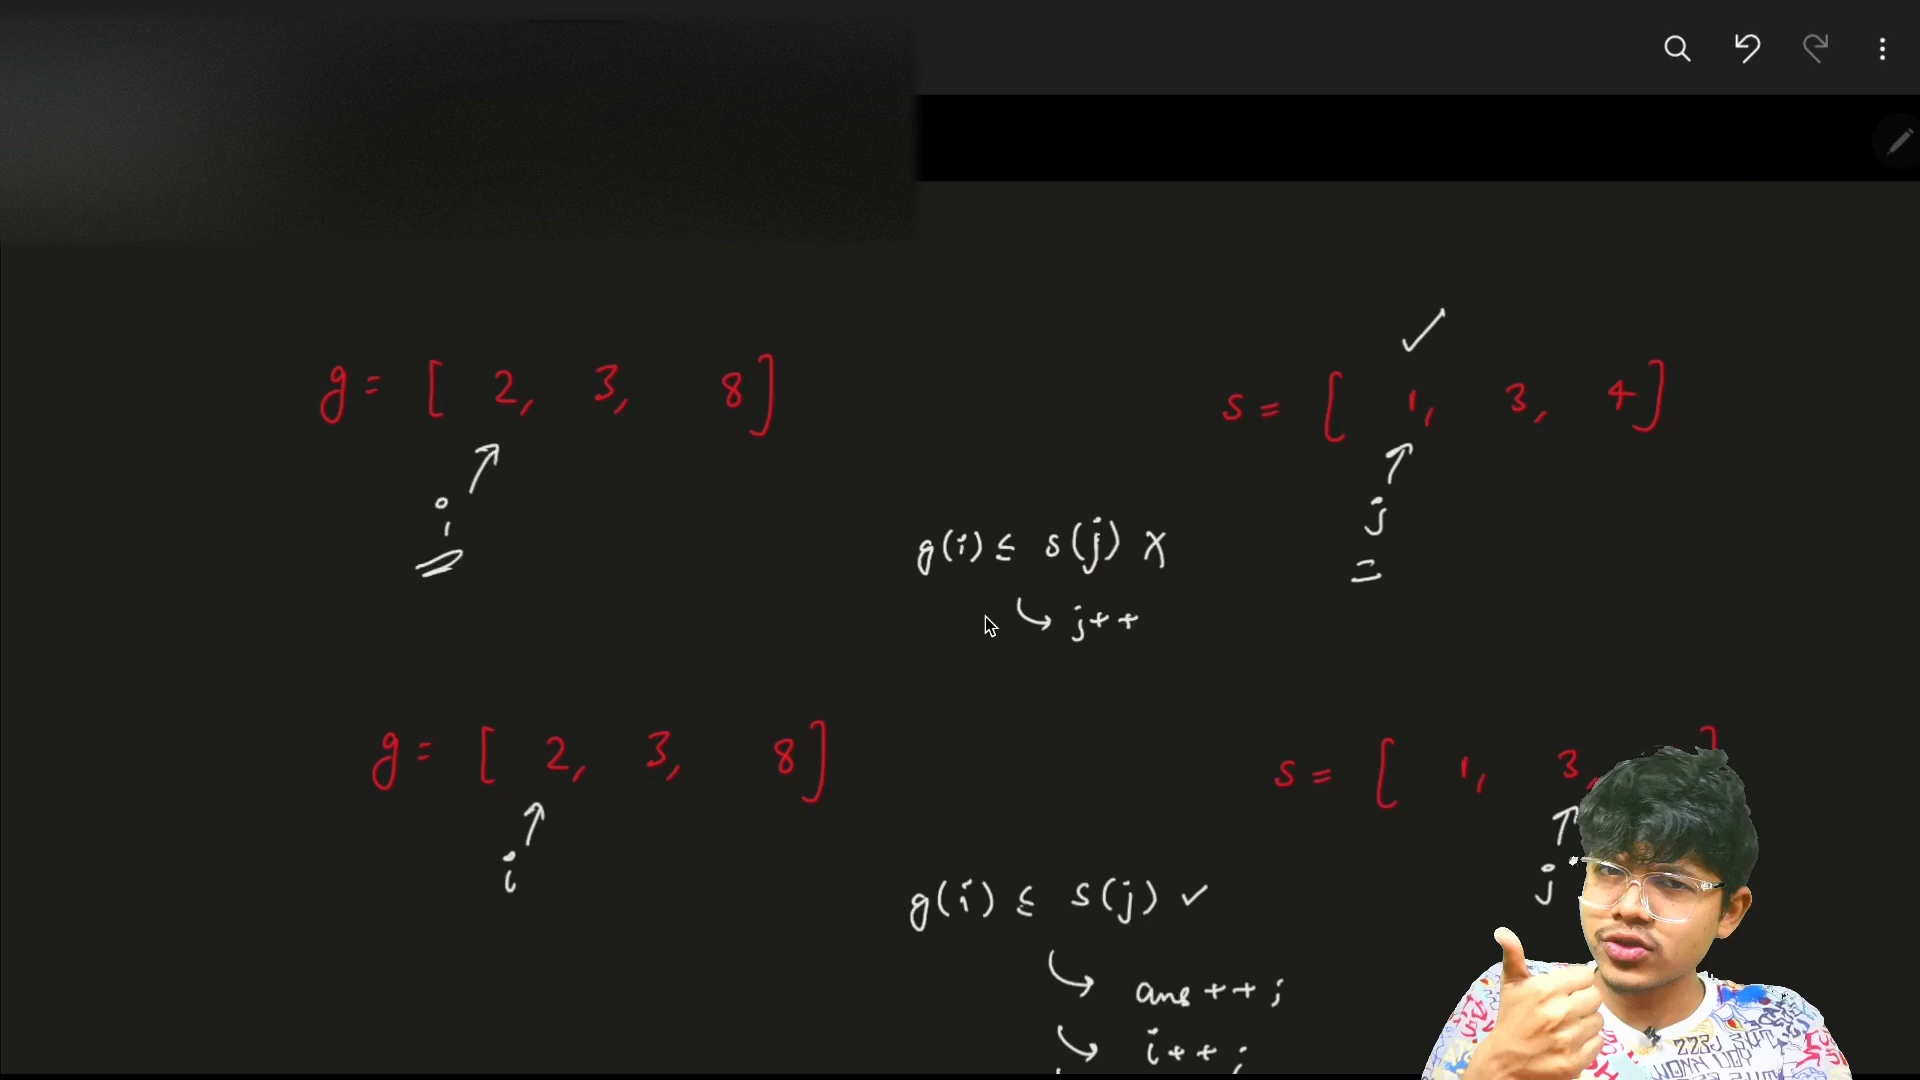 g = [ 2, 3, 8]
s = [ 1, 3, 4]
i
j
g(i) ≤ s(j) X
j++
g = [ 2, 3, 8]
s = [ 1, 3, ]
i
j
g(i) ≤ s(j) ✓
ans++;
i++;